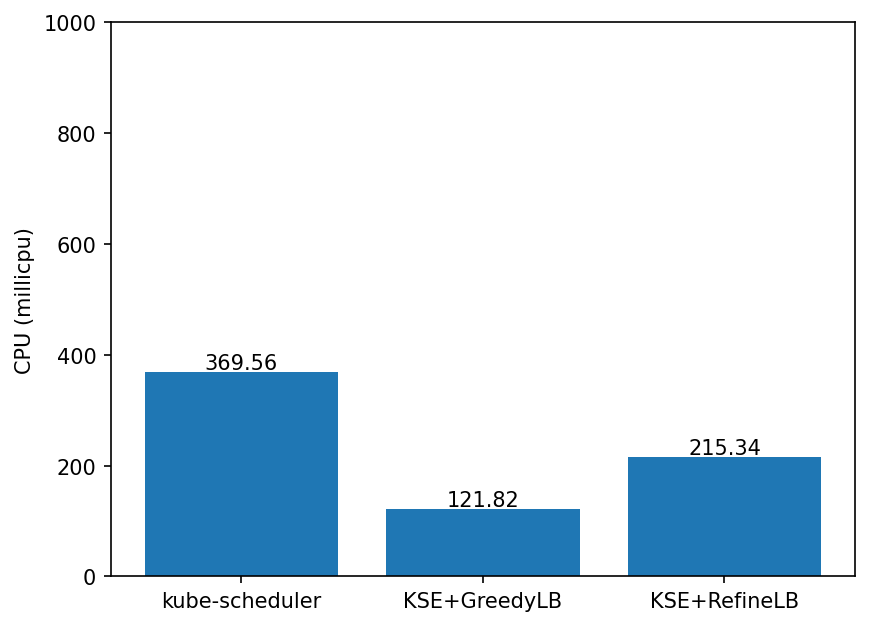 1000
800
600
400
200
0
CPU (millicpu)
369.56
121.82
215.34
kube-scheduler
KSE+GreedyLB
KSE+RefineLB